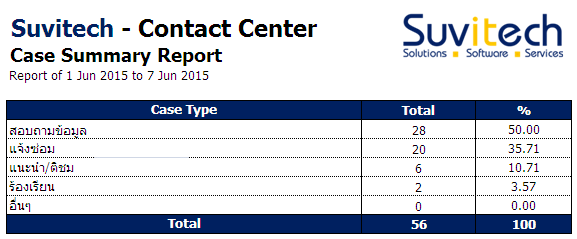 Suvitech - Contact Center
Case Summary Report
Report of 1 Jun 2015 to 7 Jun 2015
Suvitech
Solutions . Software . Services
Case Type Total %
สอบถามข้อมูล 28 50.00
แจ้งซ่อม 20 35.71
แนะนำ/ติชม 6 10.71
ร้องเรียน 2 3.57
อื่นๆ 0 0.00
Total 56 100